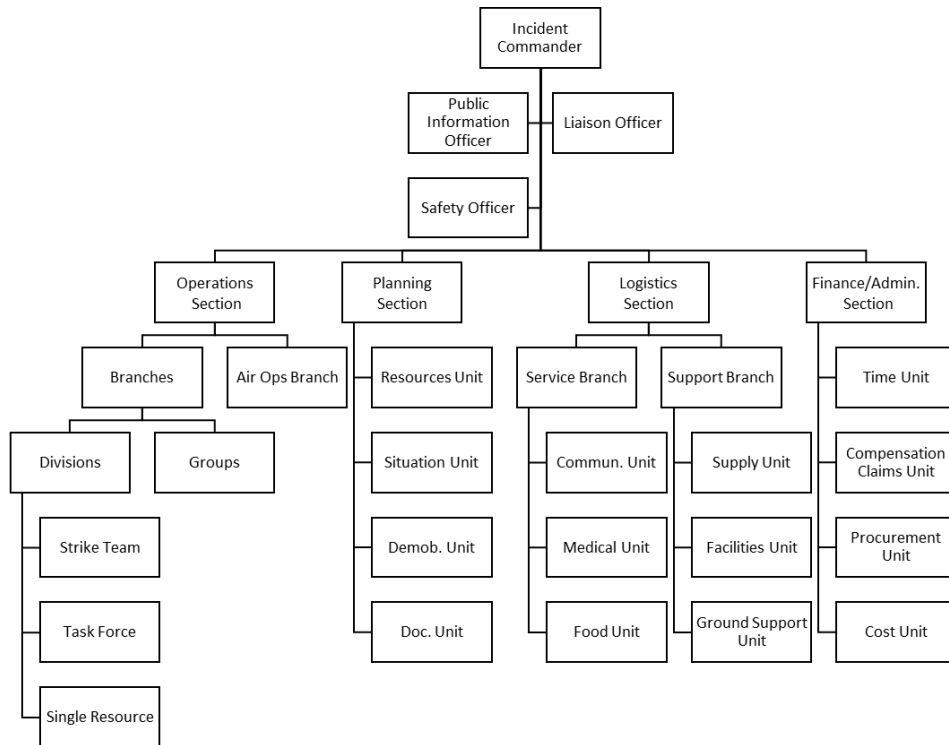 Incident
Commander
Public
Information
Officer
Liaison Officer
Safety Officer
Operations
Section
Planning
Section
Logistics
Section
Finance/Admin.
Section
Branches
Air Ops Branch
Resources Unit
Service Branch
Support Branch
Time Unit
Divisions
Groups
Situation Unit
Commun. Unit
Supply Unit
Compensation
Claims Unit
Strike Team
Demob. Unit
Medical Unit
Facilities Unit
Procurement
Unit
Task Force
Doc. Unit
Food Unit
Ground Support
Unit
Cost Unit
Single Resource